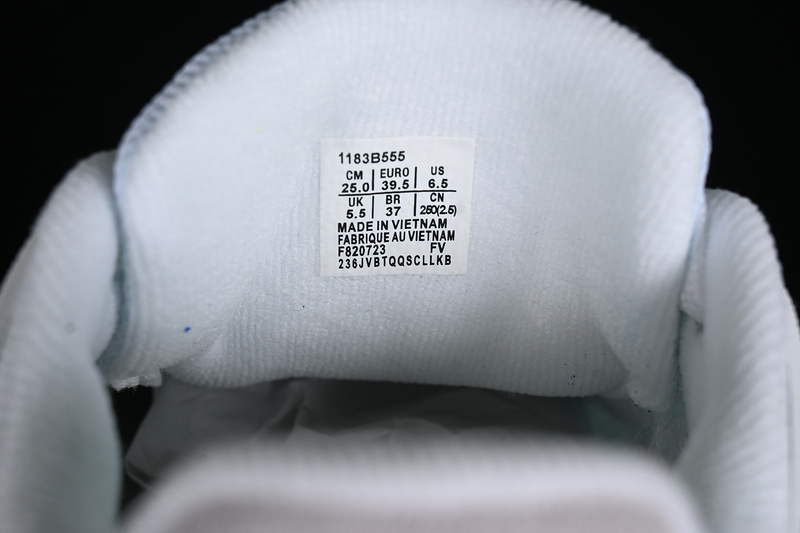 1183B555
CM EURO US
25.0 39.5 6.5
UK BR CN
5.5 37 250(2.5)
MADE IN VIETNAM
FABRIQUE AU VIETNAM
F820723 FV
236JVBTQQSCLLKB